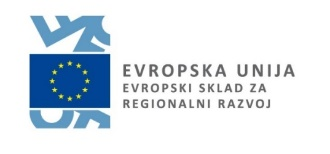 EVROPSKA UNIJA
EVROPSKI SKLAD ZA
REGIONALNI RAZVOJ